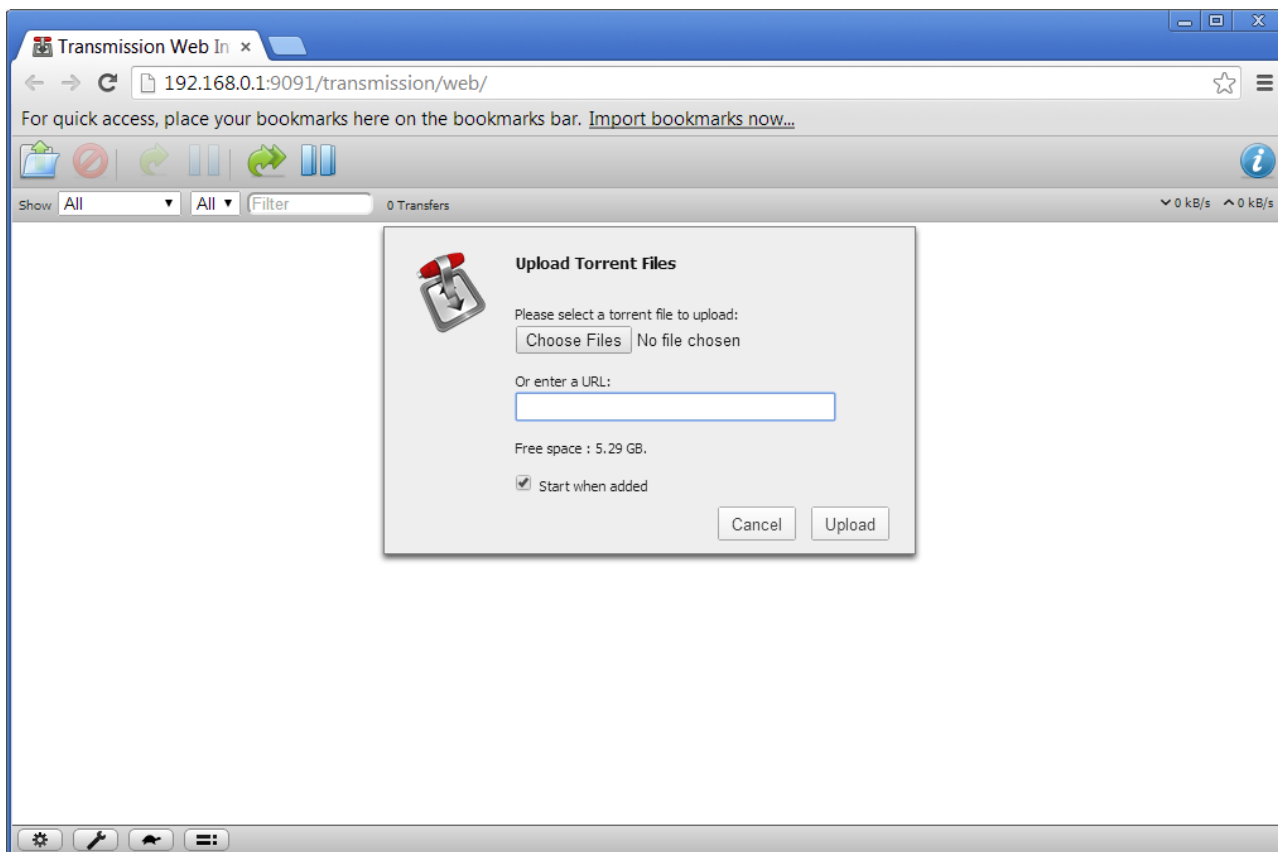 Transmission Web In
192.168.0.1:9091/transmission/web/
For quick access, place your bookmarks here on the bookmarks bar. Import bookmarks now...
Show All All Filter 0 Transfers 0 kB/s 0 kB/s
Upload Torrent Files
Please select a torrent file to upload:
Choose Files No file chosen
Or enter a URL:
Free space : 5.29 GB.
Start when added
Cancel Upload